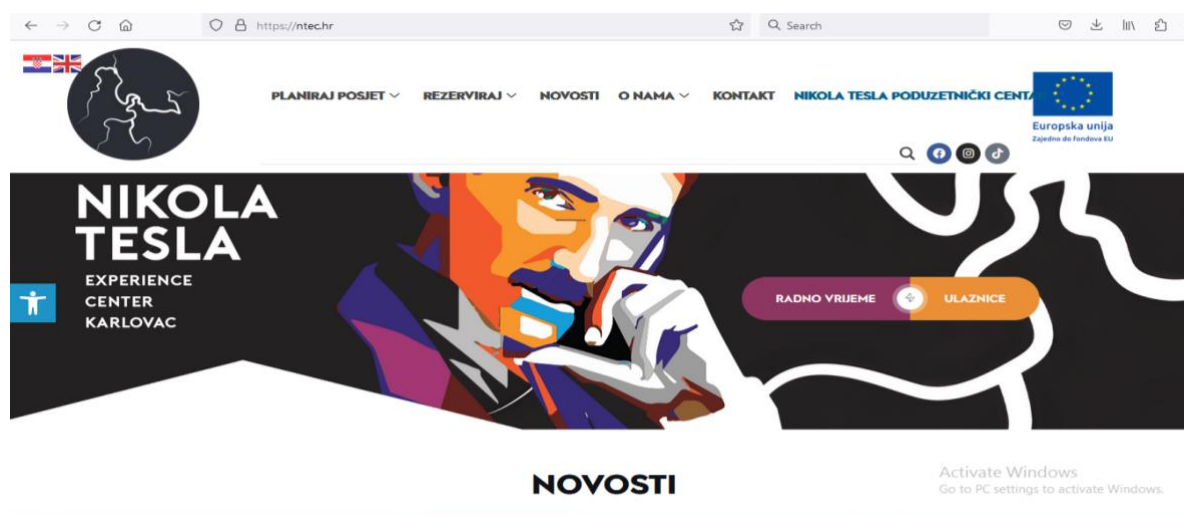 https://ntec.hr
Search
PLANIRAJ POSJET
REZERVIRAJ
NOVOSTI
O NAMA
KONTAKT
NIKOLA TESLA PODUZETNIČKI CENTA
Europska unija
Zajedno do fondova EU
NIKOLA
TESLA
EXPERIENCE
CENTER
KARLOVAC
RADNO VRIJEME
ULAZNICE
NOVOSTI
Activate Windows
Go to PC settings to activate Windows.